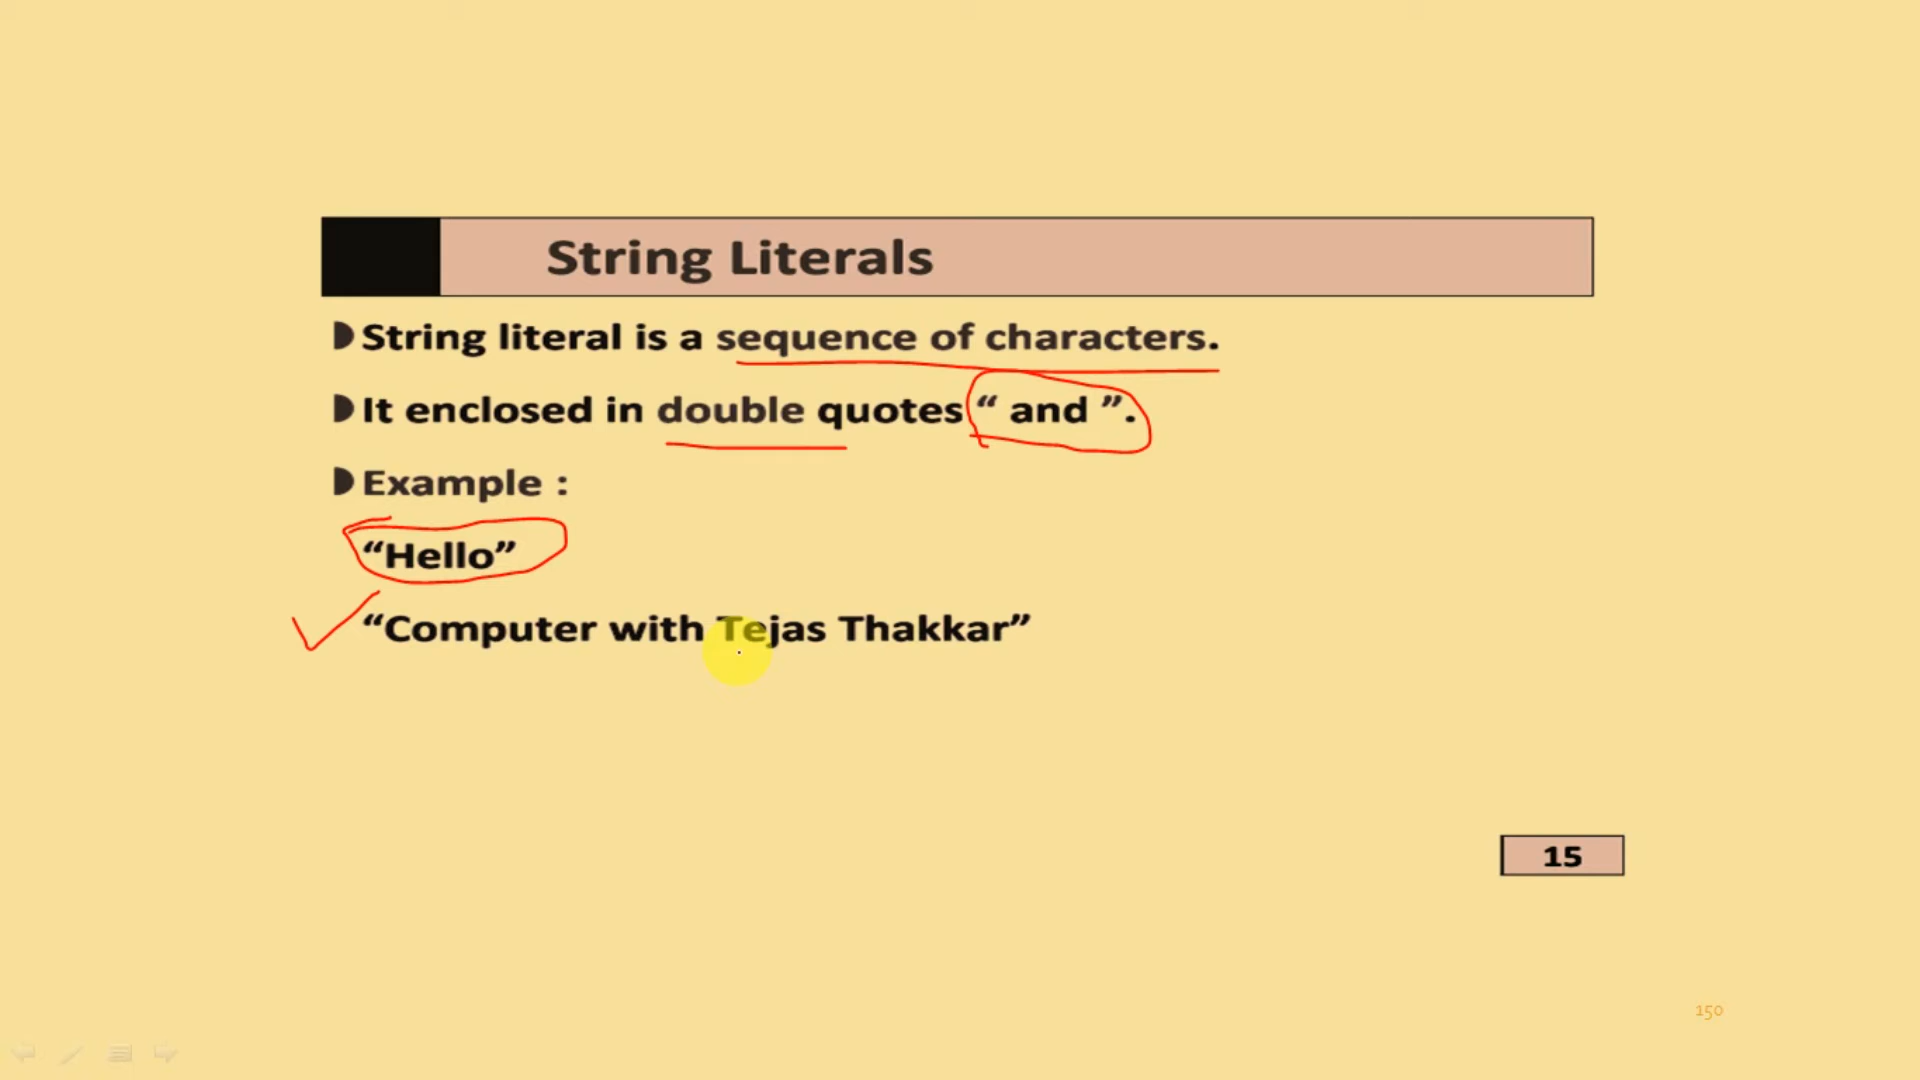 String Literals
String literal is a sequence of characters.
It enclosed in double quotes “ and ”.
Example :
“Hello”
“Computer with Tejas Thakkar”
15
150